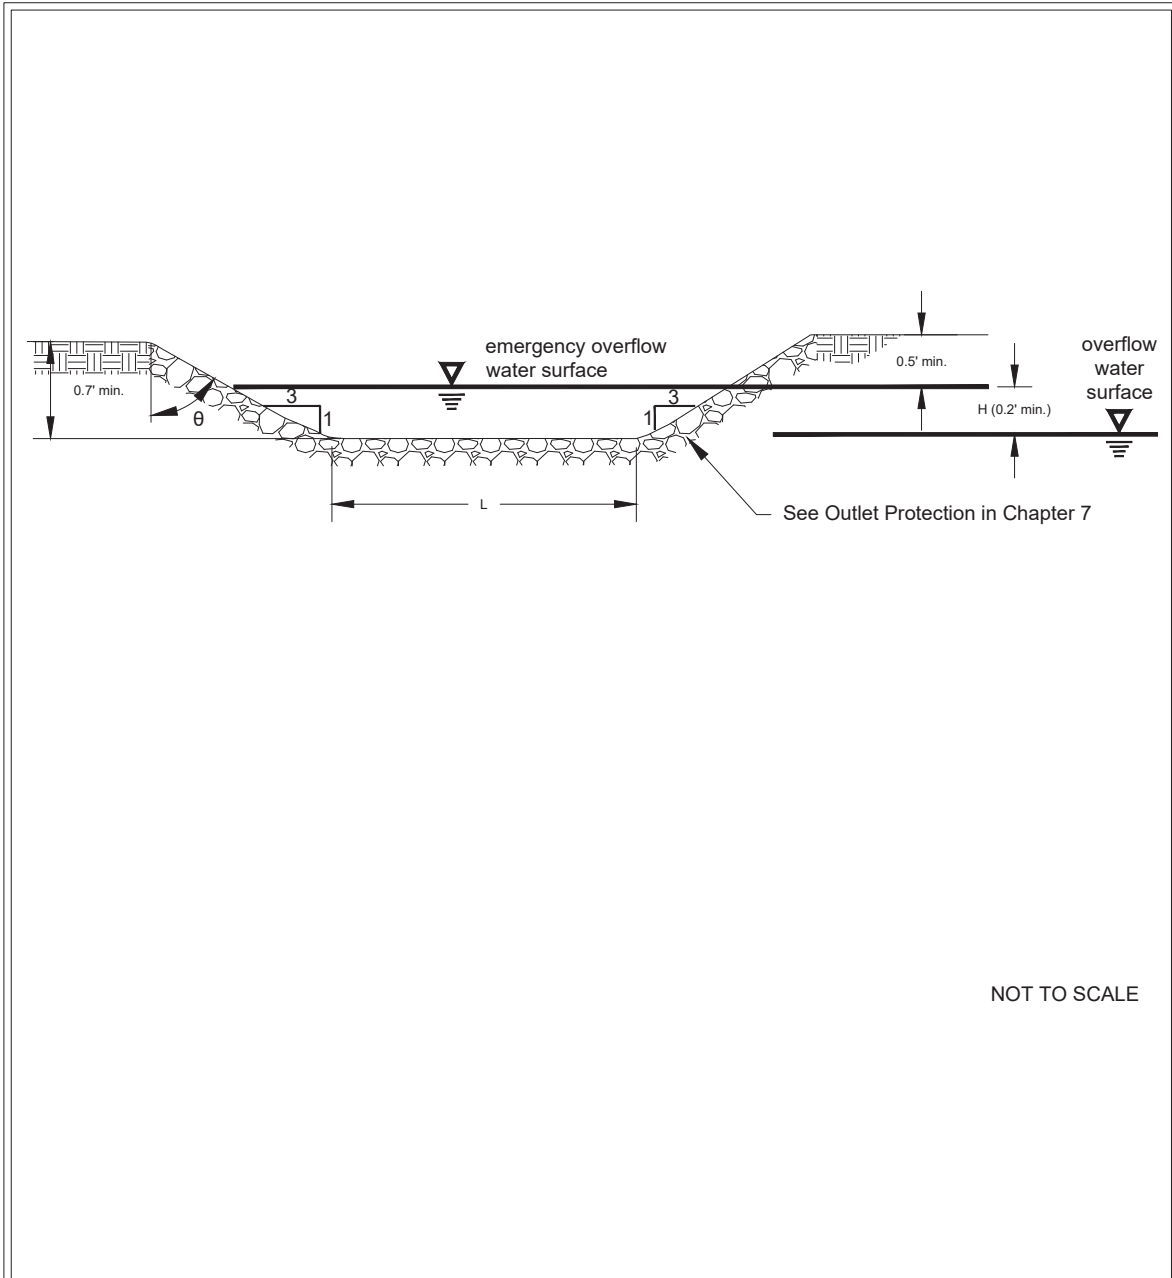 emergency overflow
water surface
overflow
water
surface
0.5' min.
0.7' min.
H (0.2' min.)
3
1
θ
3
1
L
See Outlet Protection in Chapter 7
NOT TO SCALE